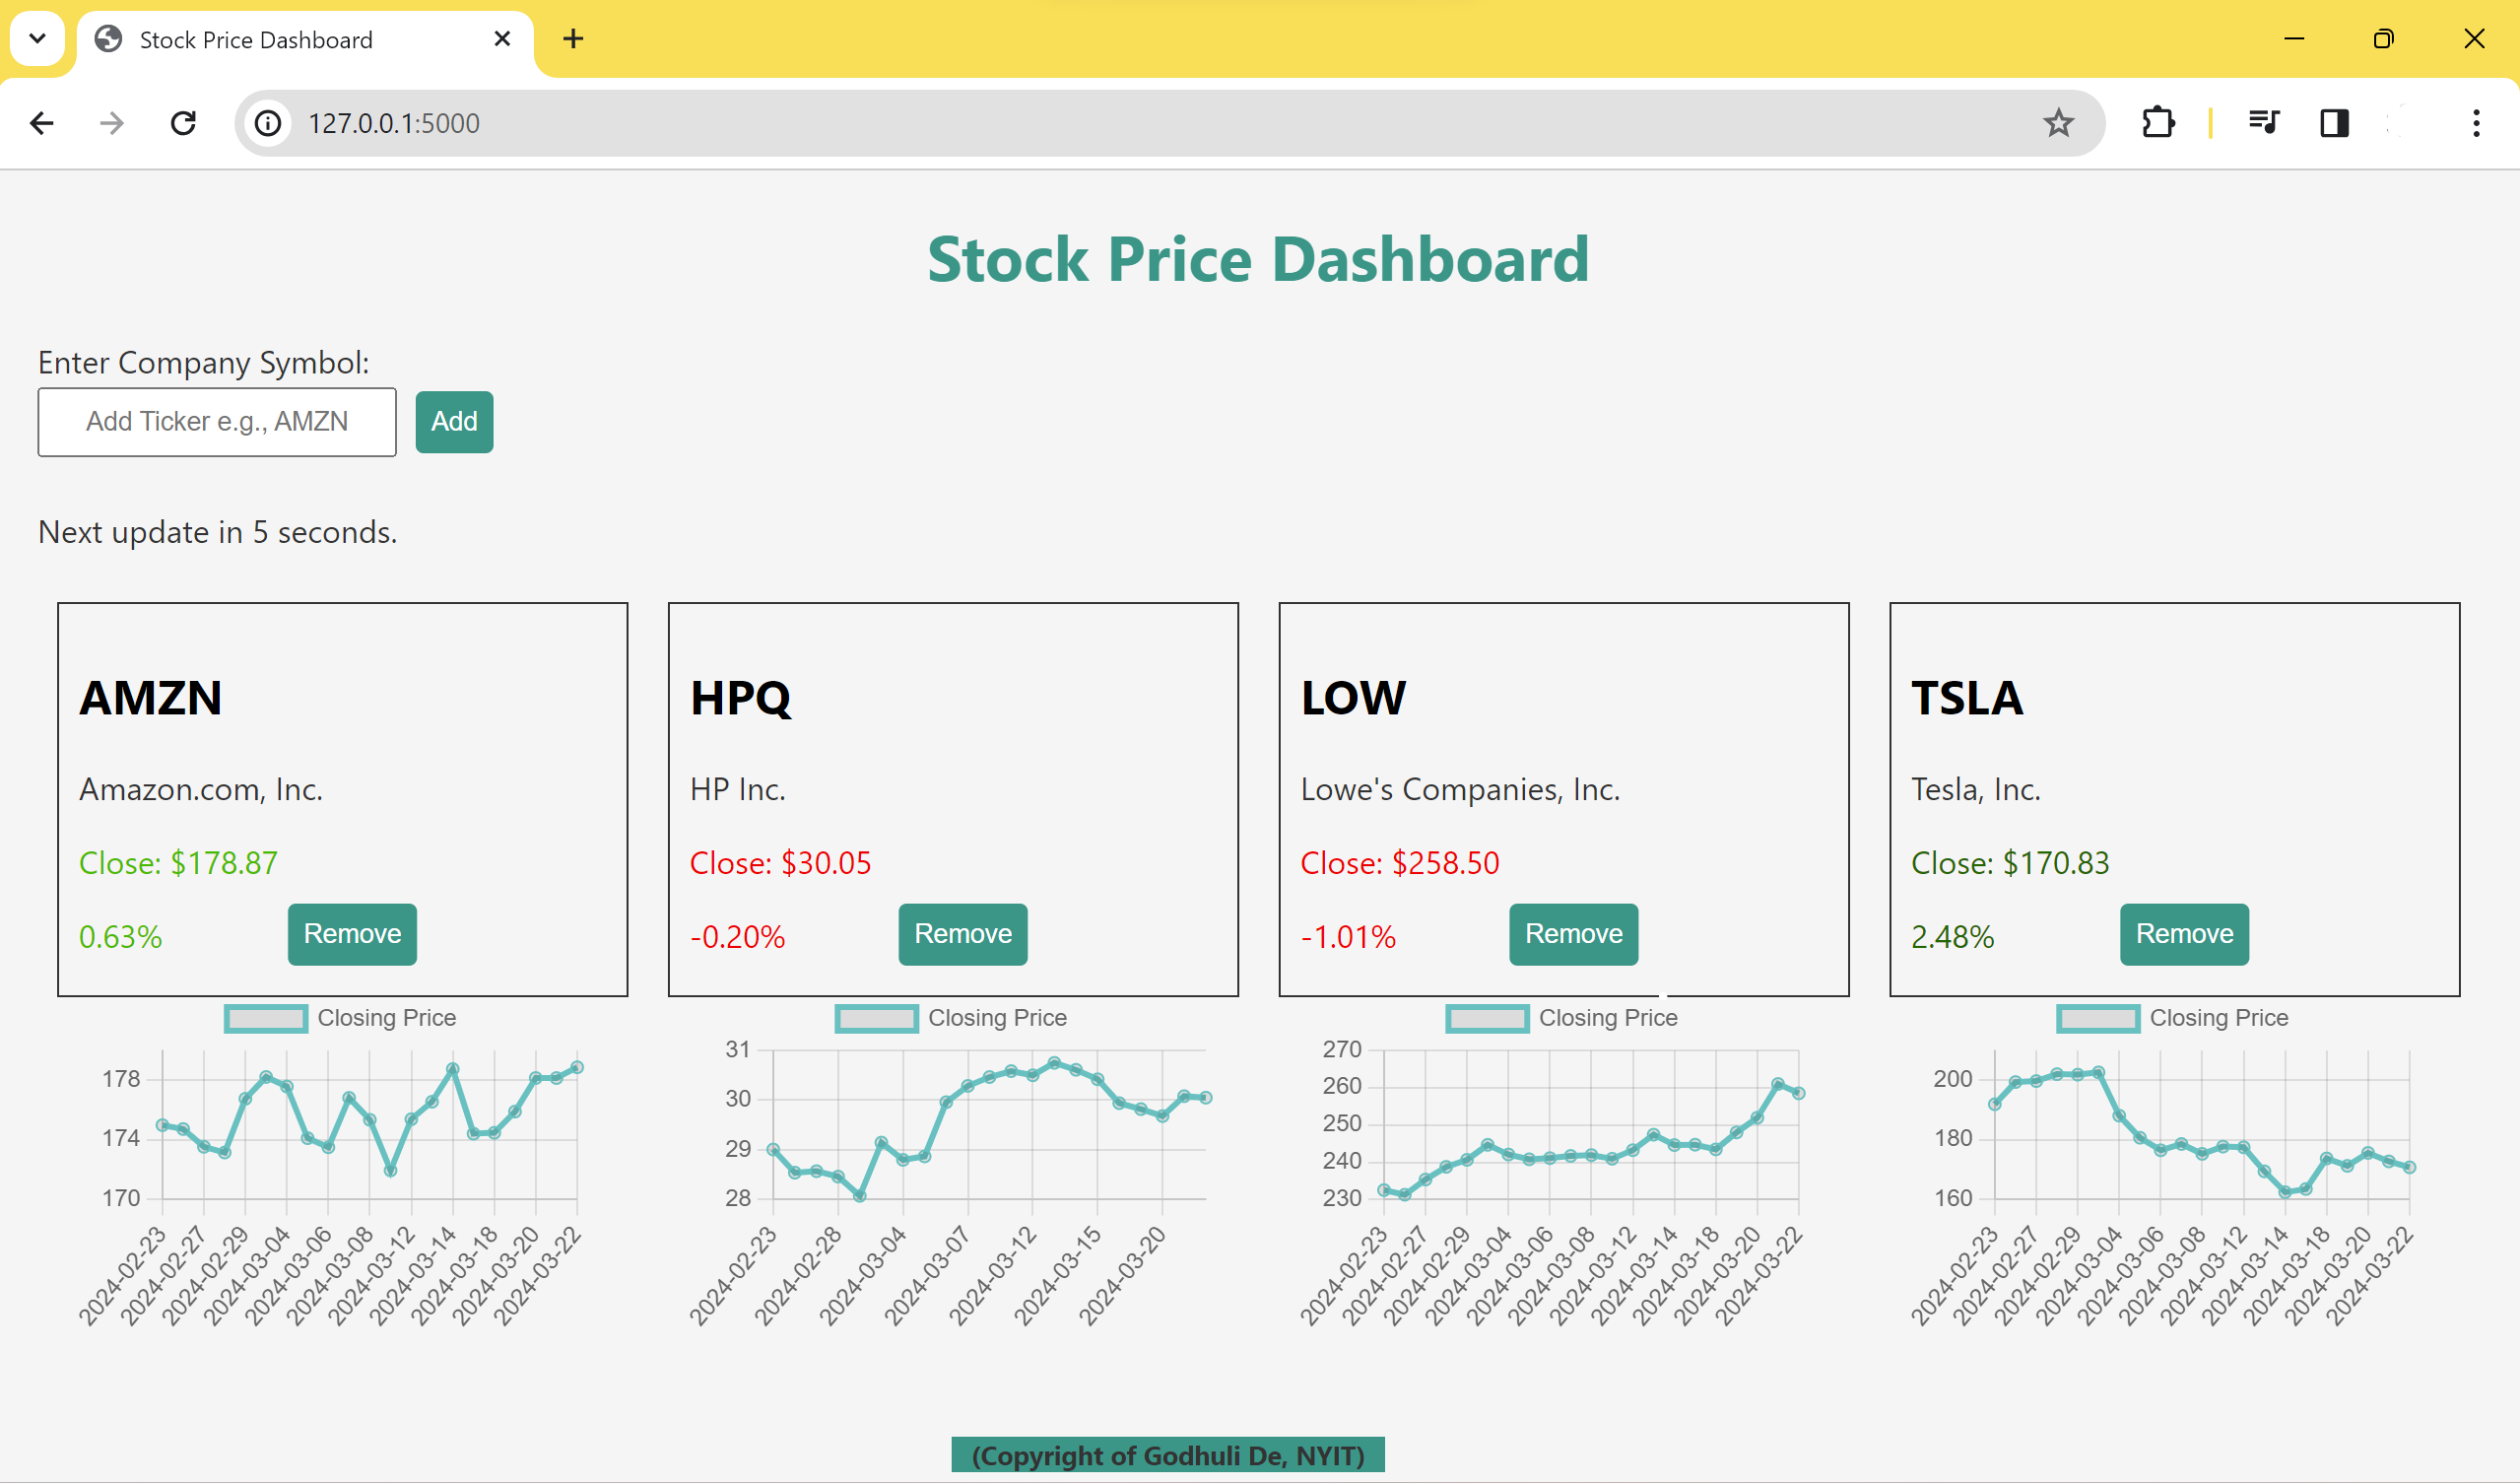 Stock Price Dashboard
127.0.0.1:5000
Stock Price Dashboard
Enter Company Symbol:
Add Ticker e.g., AMZN Add
Next update in 5 seconds.
AMZN
Amazon.com, Inc.
Close: $178.87
0.63% Remove
Closing Price
178
174
170
2024-02-23 2024-02-27 2024-02-29 2024-03-04 2024-03-06 2024-03-08 2024-03-12 2024-03-14 2024-03-18 2024-03-20 2024-03-22
HPQ
HP Inc.
Close: $30.05
-0.20% Remove
Closing Price
31
30
29
28
2024-02-23 2024-02-28 2024-03-04 2024-03-07 2024-03-12 2024-03-15 2024-03-20
LOW
Lowe's Companies, Inc.
Close: $258.50
-1.01% Remove
Closing Price
270
260
250
240
230
2024-02-23 2024-02-27 2024-02-29 2024-03-04 2024-03-06 2024-03-08 2024-03-12 2024-03-14 2024-03-18 2024-03-20 2024-03-22
TSLA
Tesla, Inc.
Close: $170.83
2.48% Remove
Closing Price
200
180
160
2024-02-23 2024-02-27 2024-02-29 2024-03-04 2024-03-06 2024-03-08 2024-03-12 2024-03-14 2024-03-18 2024-03-20 2024-03-22
(Copyright of Godhuli De, NYIT)